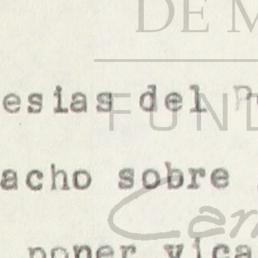 DE M
esias del P
FUND
acho sobre
poner vica